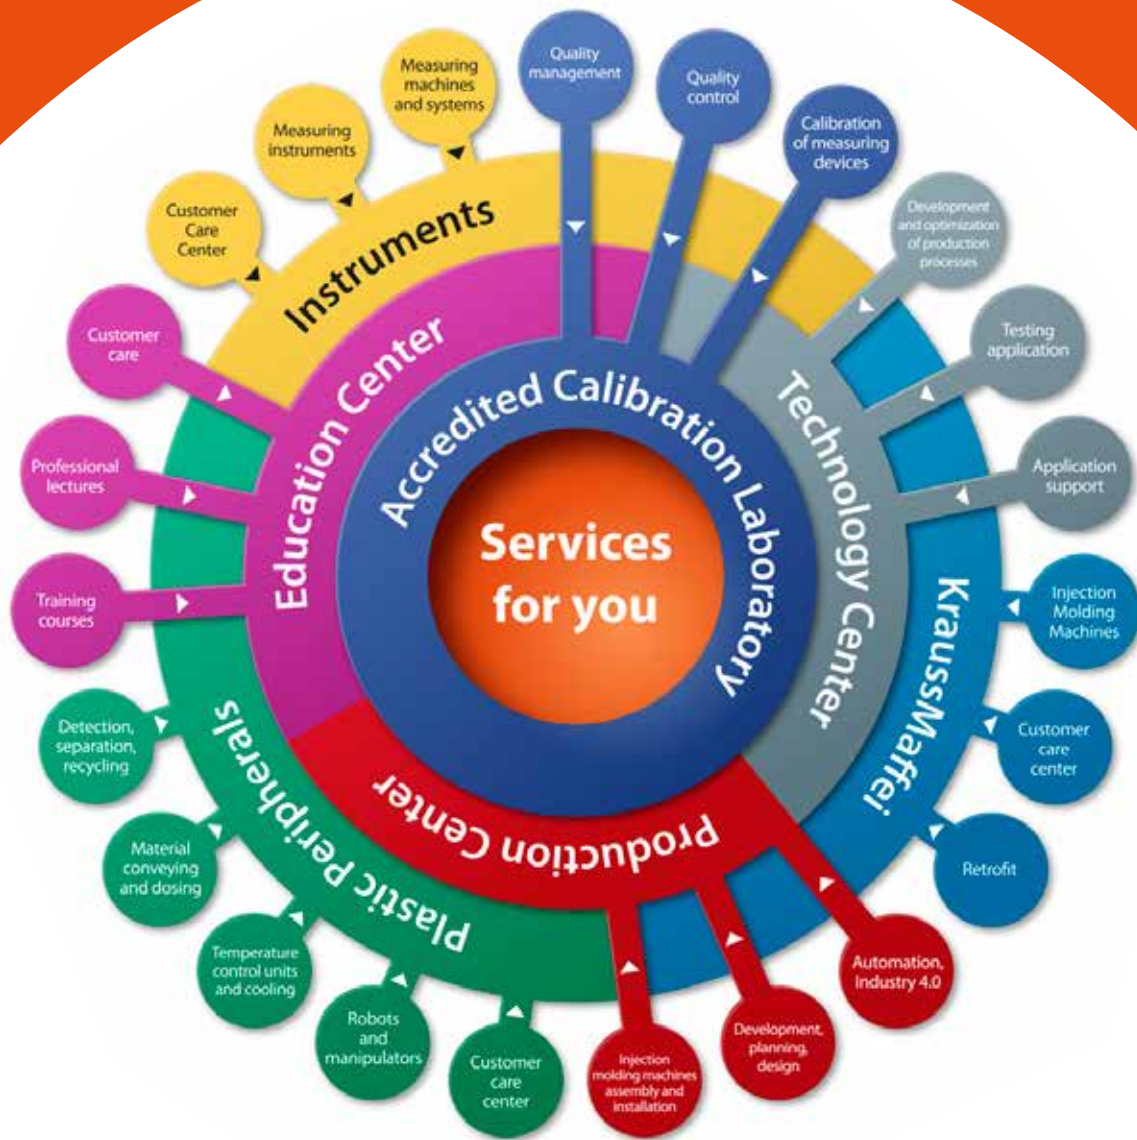 Services
for you
Accredited Calibration Laboratory
Quality
management
Quality
control
Calibration
of measuring
devices
Technology Center
Development
and optimization
of production
processes
Testing
application
Application
support
KraussMaffei
Injection
Molding
Machines
Customer
care
center
Retrofit
Production Center
Automation,
Industry 4.0
Development,
planning,
design
Injection
molding machines
assembly and
installation
Plastic Peripherals
Customer
care
center
Robots
and
manipulators
Temperature
control units
and cooling
Material
conveying
and dosing
Detection,
separation,
recycling
Education Center
Training
courses
Professional
lectures
Customer
care
Instruments
Customer
Care
Center
Measuring
instruments
Measuring
machines
and systems